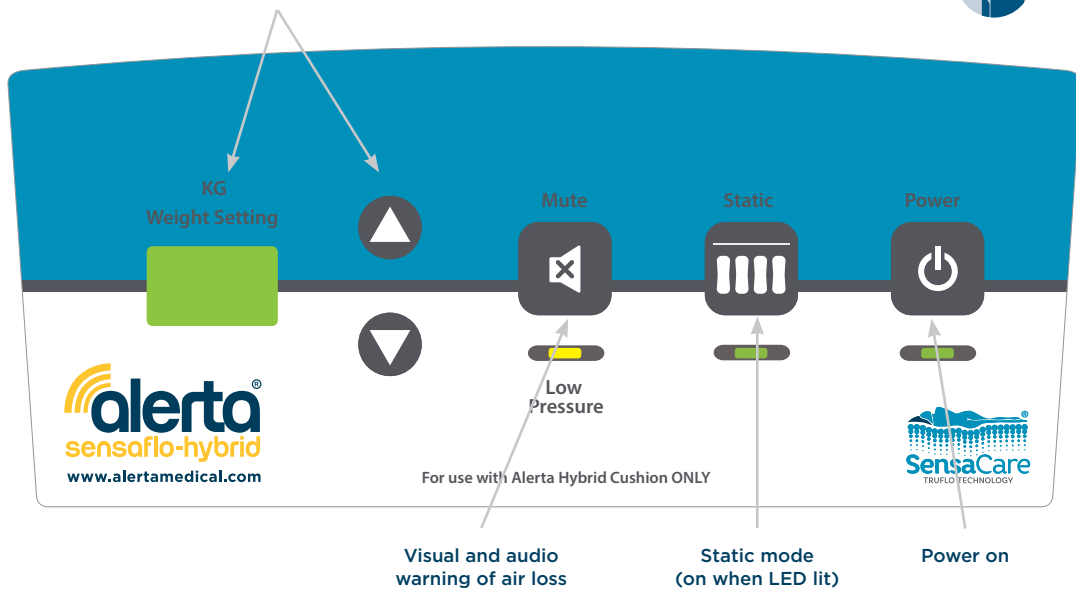 KG
Weight Setting
Mute
Static
Power
Low
Pressure
alerta®
sensaflo-hybrid
www.alertamedical.com
For use with Alerta Hybrid Cushion ONLY
®
SensaCare
TRUFLO TECHNOLOGY
Visual and audio
warning of air loss
Static mode
(on when LED lit)
Power on